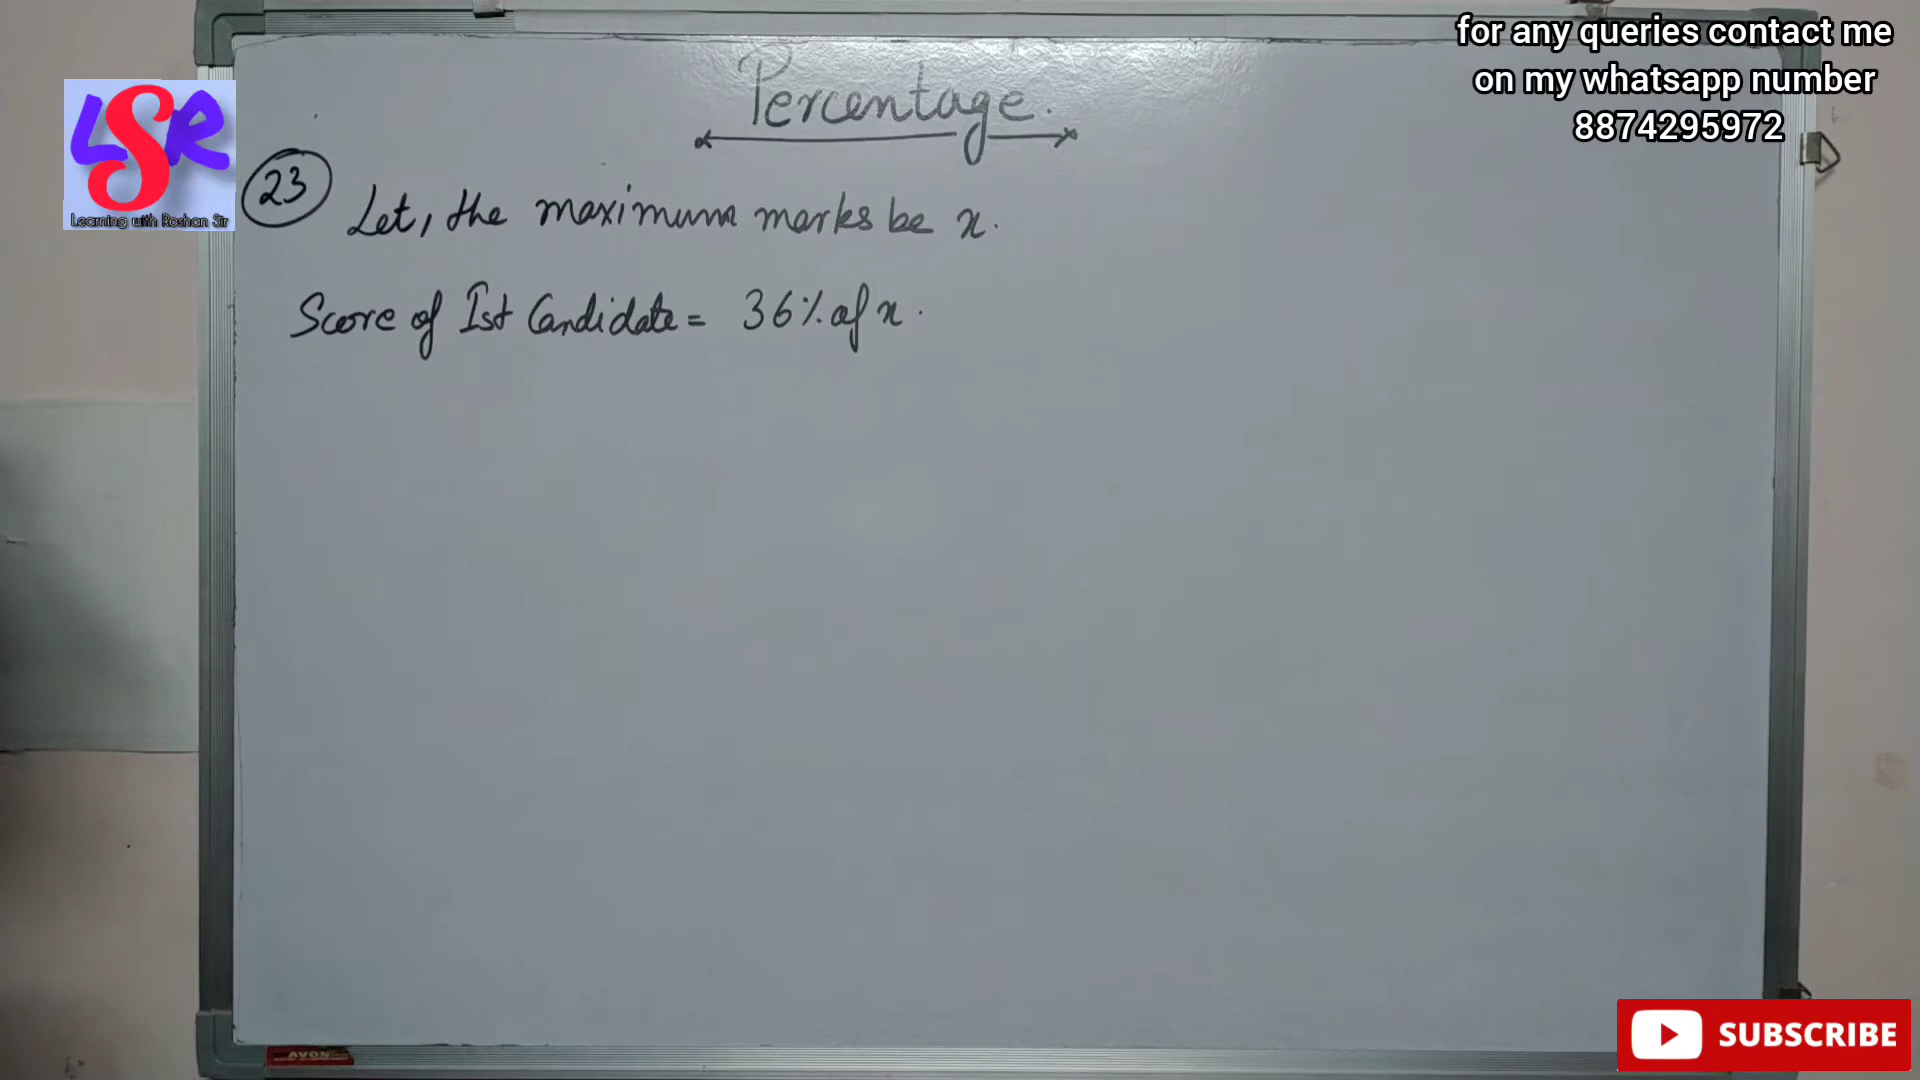 for any queries contact me
on my whatsapp number
8874295972
LSR
Learning with Roshan Sir
Percentage.
23 Let, the maximum marks be x.
Score of Ist Candidate = 36% of x.
AVON
SUBSCRIBE